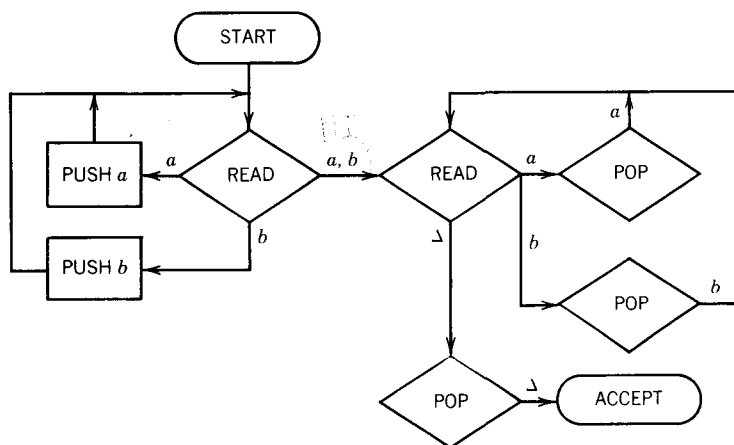 START
PUSH a
a
READ
a, b
READ
a
POP
a
b
PUSH b
Δ
b
POP
b
POP
Δ
ACCEPT